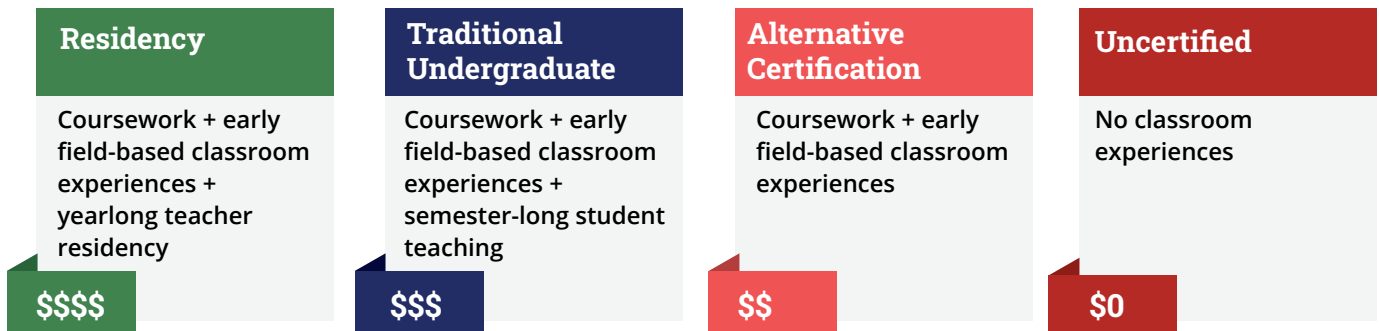 Residency
Coursework + early
field-based classroom
experiences +
yearlong teacher
residency
$$$$
Traditional
Undergraduate
Coursework + early
field-based classroom
experiences +
semester-long student
teaching
$$$
Alternative
Certification
Coursework + early
field-based classroom
experiences
$$
Uncertified
No classroom
experiences
$0